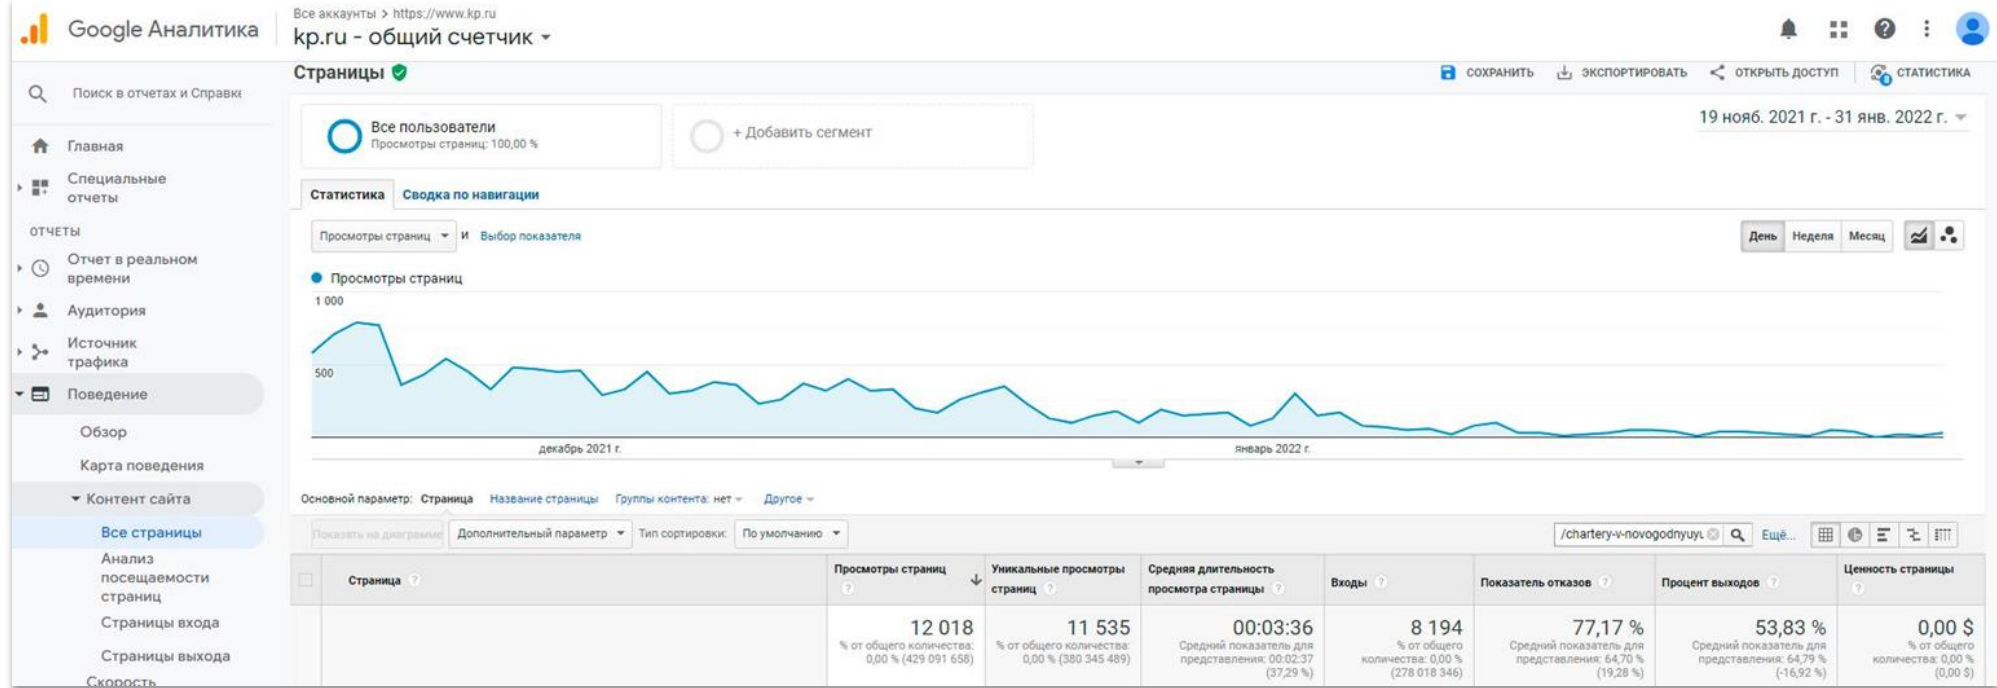 Google Аналитика
Все аккаунты > https://www.kp.ru
kp.ru - общий счетчик
Поиск в отчетах и Справке
Главная
Специальные
отчеты
ОТЧЕТЫ
Отчет в реальном
времени
Аудитория
Источник
трафика
Поведение
Обзор
Карта поведения
Контент сайта
Все страницы
Анализ
посещаемости
страниц
Страницы входа
Страницы выхода
Скорость
Страницы
СОХРАНИТЬ ЭКСПОРТИРОВАТЬ ОТКРЫТЬ ДОСТУП СТАТИСТИКА
Все пользователи
Просмотры страниц: 100,00 %
+ Добавить сегмент
19 нояб. 2021 г. - 31 янв. 2022 г.
Статистика Сводка по навигации
Просмотры страниц И Выбор показателя
День Неделя Месяц
Просмотры страниц
1 000
500
декабрь 2021 г. январь 2022 г.
Основной параметр: Страница Название страницы Группы контента: нет Другое
Показать на диаграмме Дополнительный параметр Тип сортировки: По умолчанию
/chartery-v-novogodnyuyu Ещё...
Страница ?
Просмотры страниц
?
Уникальные просмотры
страниц ?
Средняя длительность
просмотра страницы ?
Входы ?
Показатель отказов ?
Процент выходов ?
Ценность страницы
?
12 018
% от общего количества:
0,00 % (429 091 658)
11 535
% от общего количества:
0,00 % (380 345 489)
00:03:36
Средний показатель для
представления: 00:02:37
(37,29 %)
8 194
% от общего
количества: 0,00 %
(278 018 346)
77,17 %
Средний показатель для
представления: 64,70 %
(19,28 %)
53,83 %
Средний показатель для
представления: 64,79 %
(-16,92 %)
0,00 $
% от общего
количества: 0,00 %
(0,00 $)